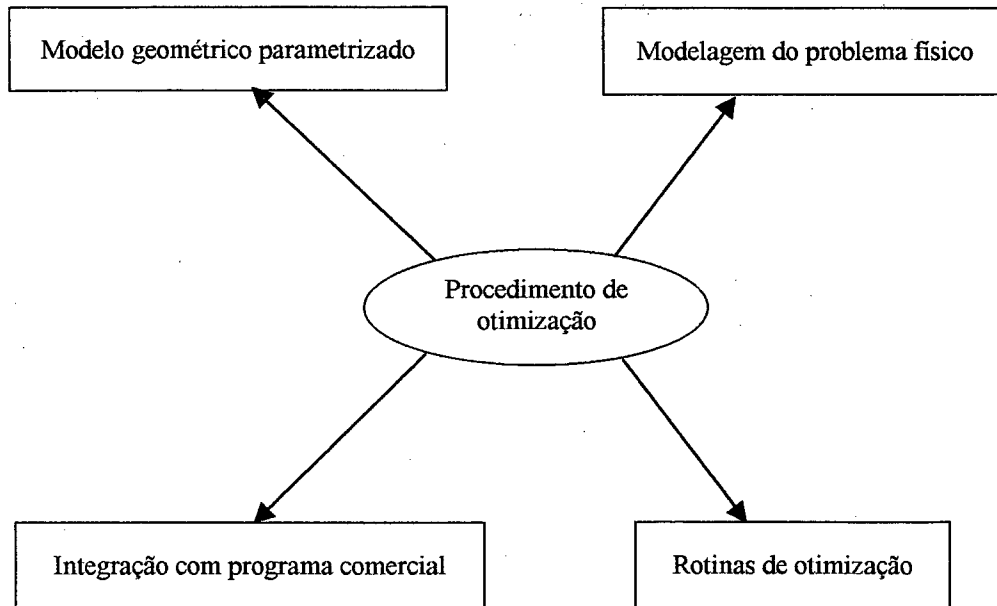 Modelo geométrico parametrizado
Modelagem do problema físico
Procedimento de
otimização
Integração com programa comercial
Rotinas de otimização